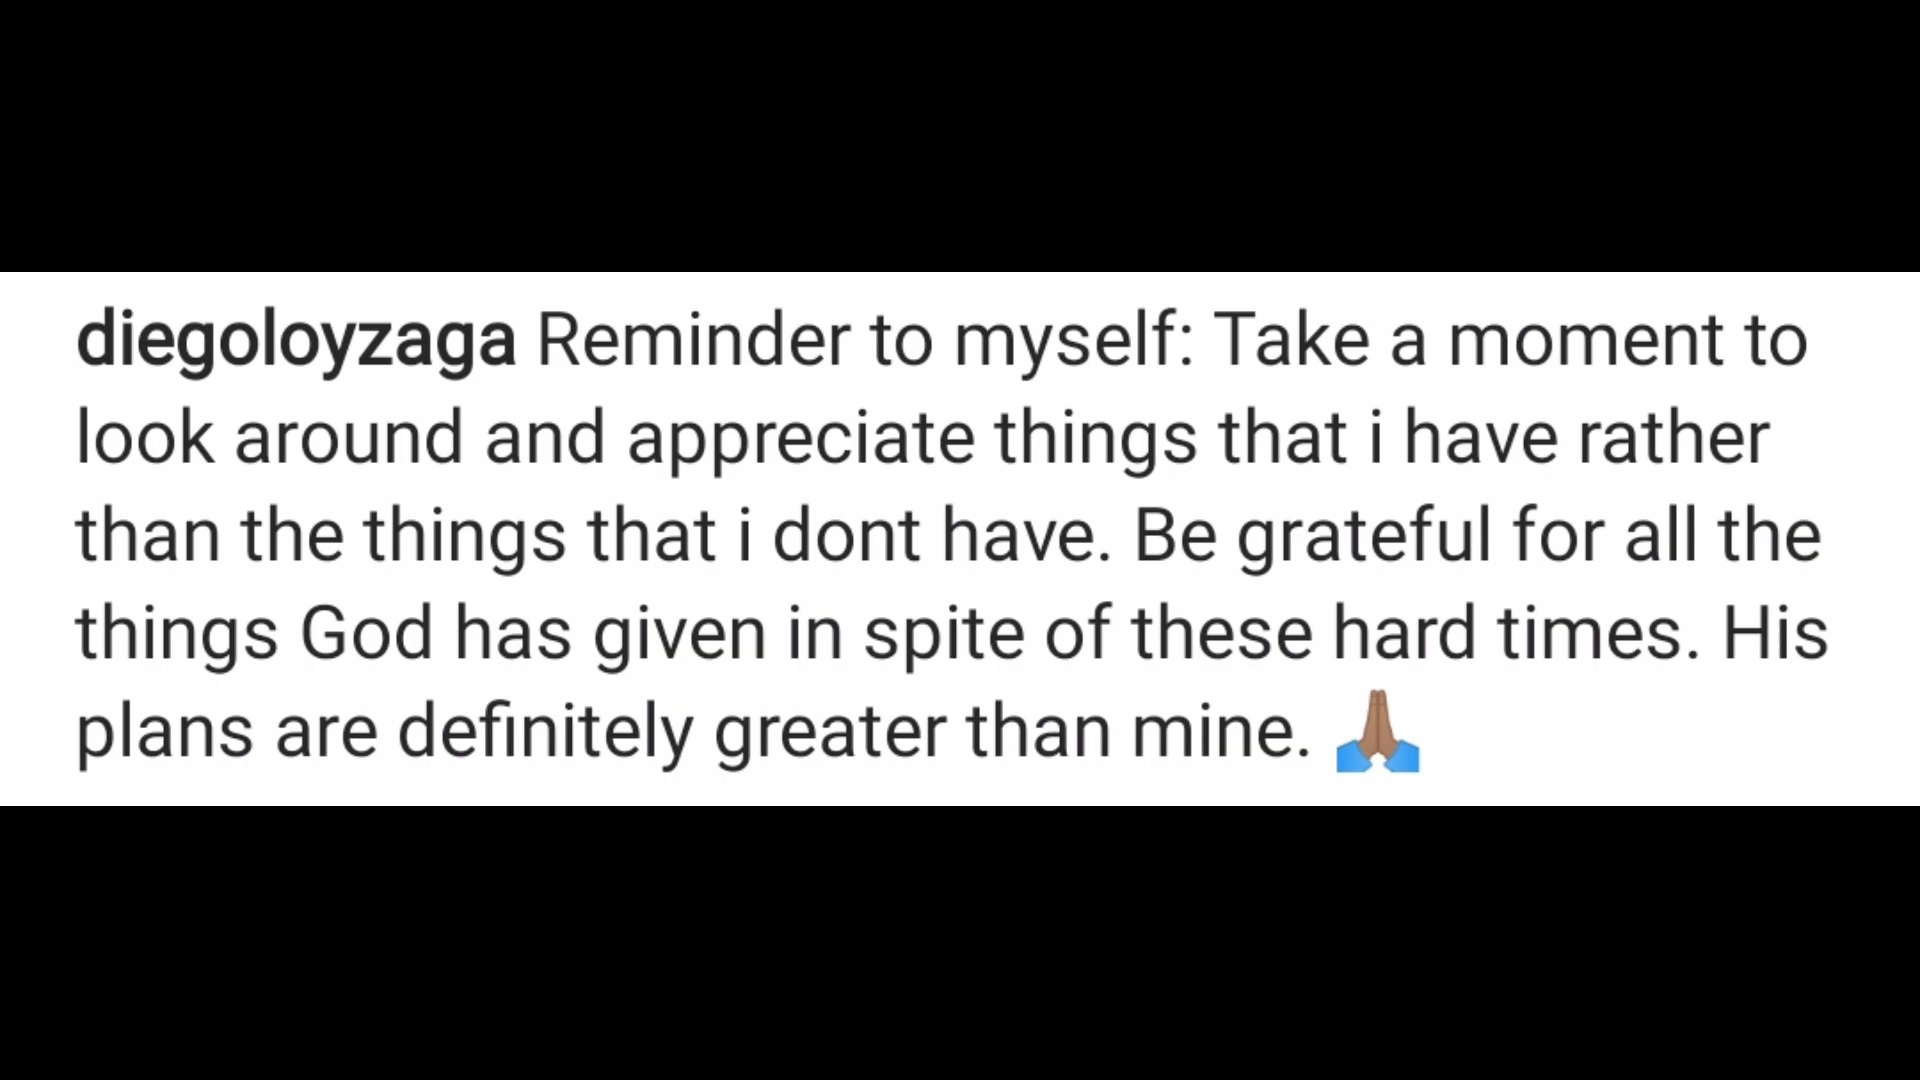 diegoloyzaga Reminder to myself: Take a moment to
look around and appreciate things that i have rather
than the things that i dont have. Be grateful for all the
things God has given in spite of these hard times. His
plans are definitely greater than mine. 🙏🏽